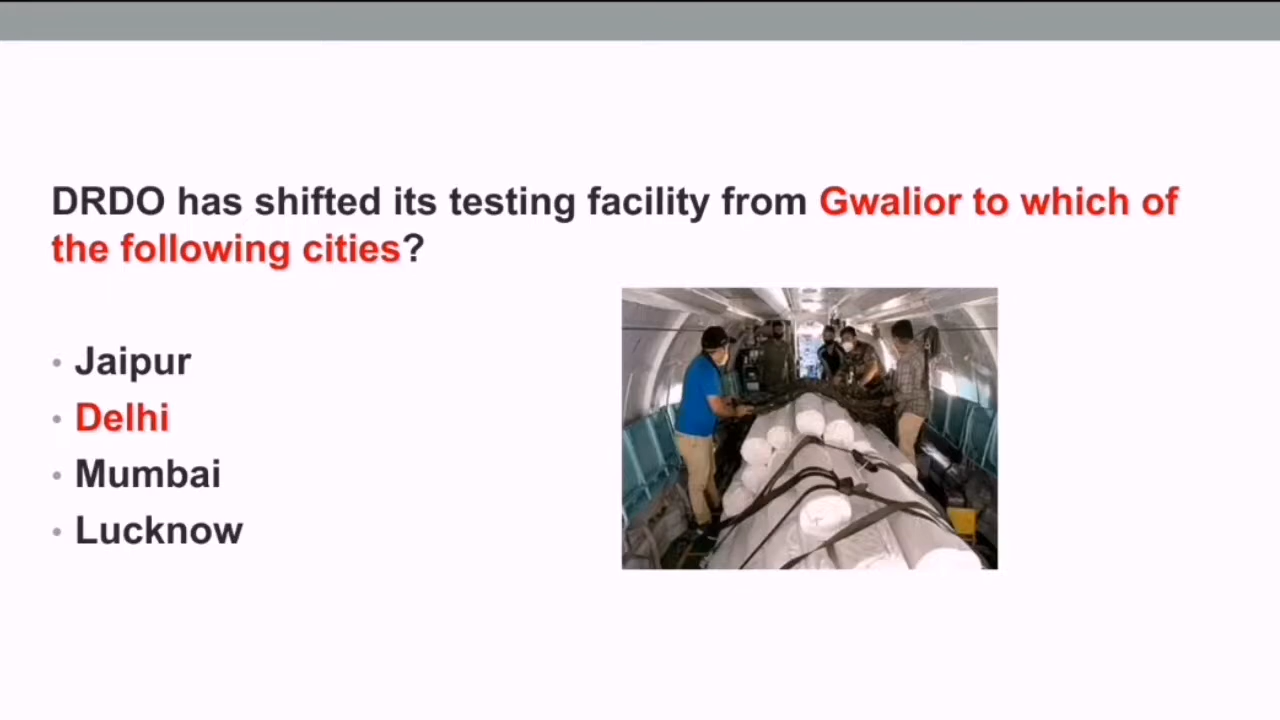 DRDO has shifted its testing facility from Gwalior to which of
the following cities?
• Jaipur
• Delhi
• Mumbai
• Lucknow